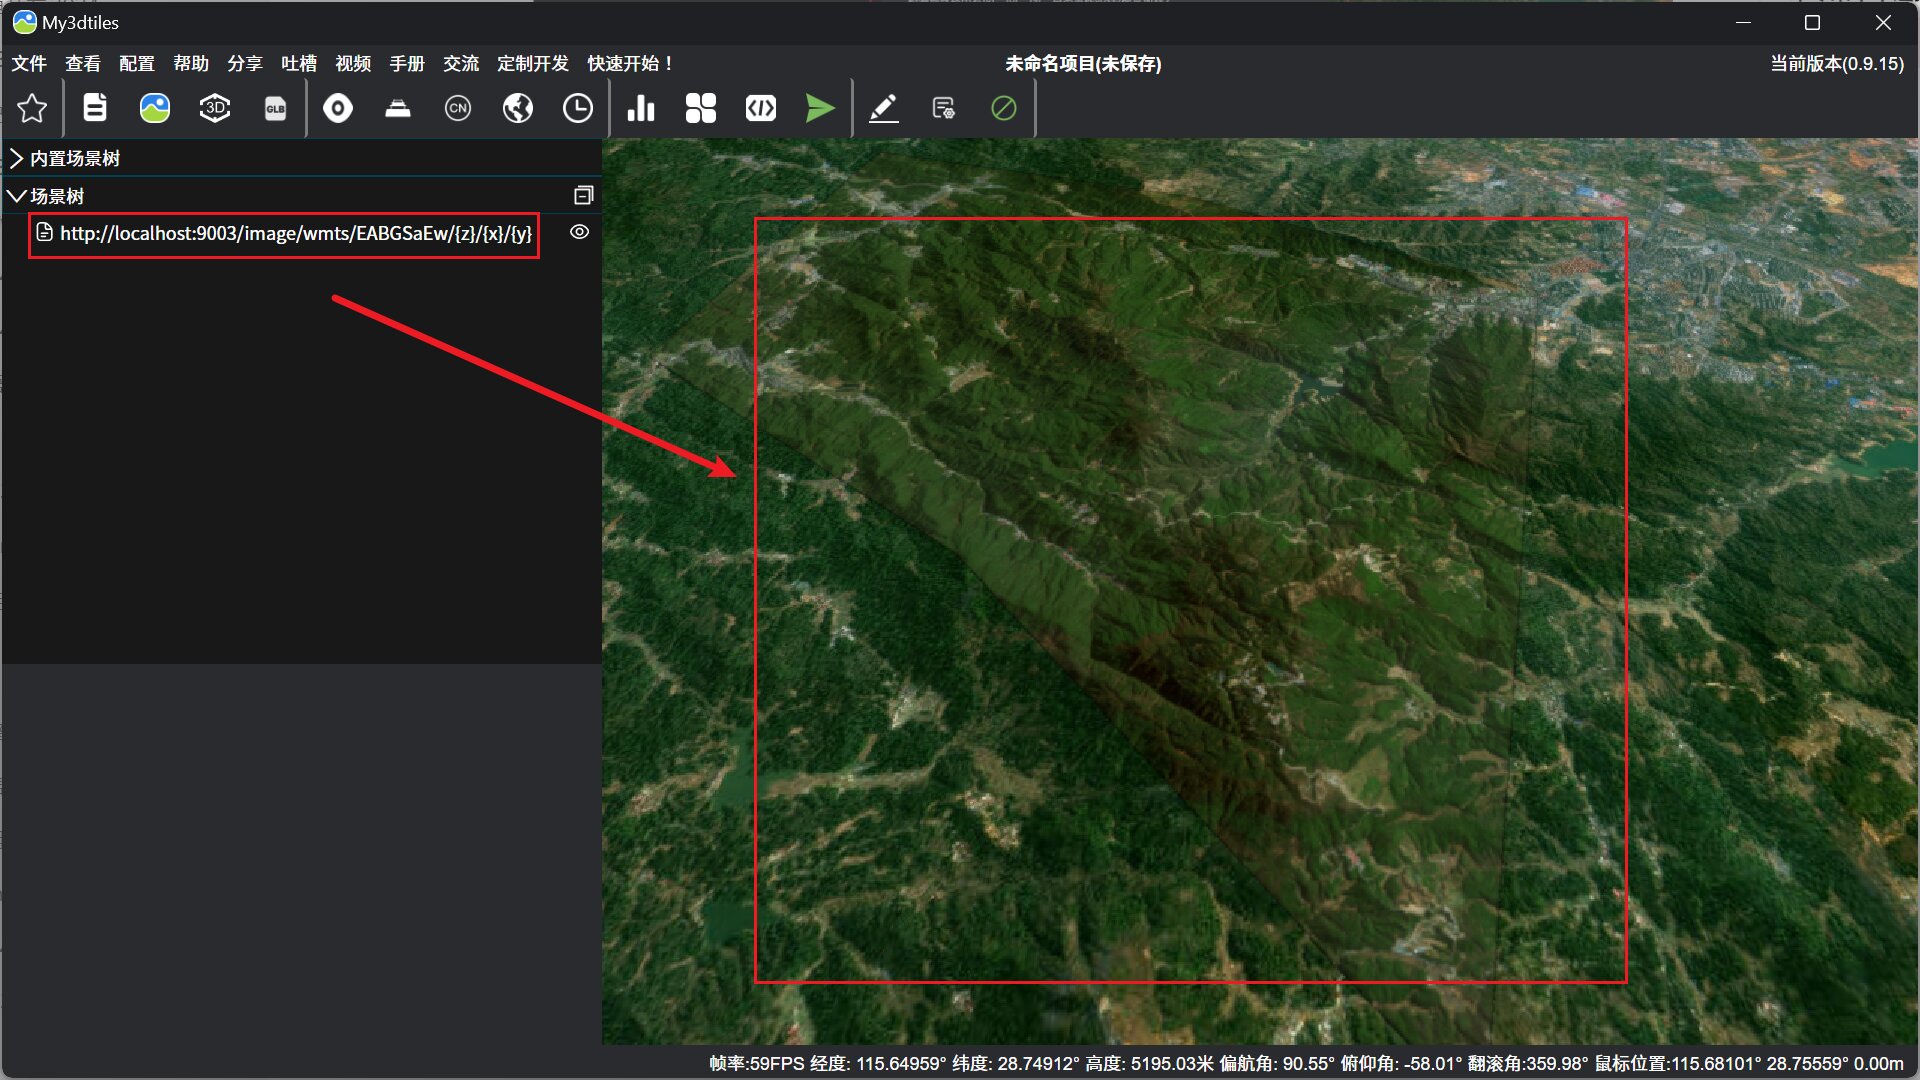 My3dtiles
文件 查看 配置 帮助 分享 吐槽 视频 手册 交流 定制开发 快速开始！ 未命名项目(未保存) 当前版本(0.9.15)
3D GLB CN
内置场景树
场景树
http://localhost:9003/image/wmts/EABGSaEw/{z}/{x}/{y}
帧率:59FPS 经度: 115.64959° 纬度: 28.74912° 高度: 5195.03米 偏航角: 90.55° 俯仰角: -58.01° 翻滚角:359.98° 鼠标位置:115.68101° 28.75559° 0.00m